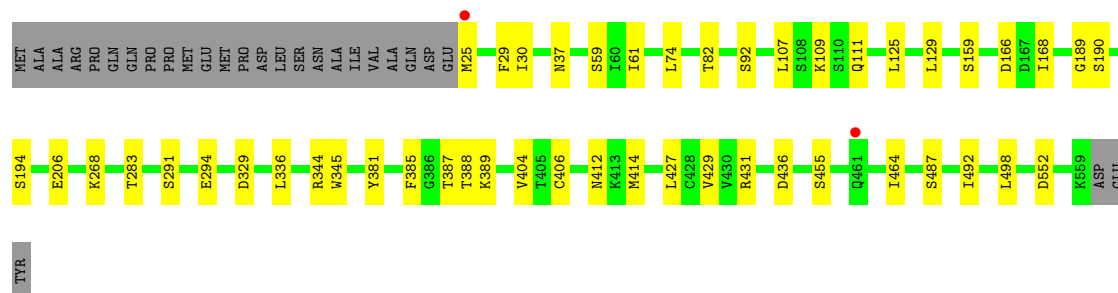 MET ALA ALA ARG PRO GLN GLN PRO PRO MET GLU MET PRO ASP LEU SER ASN ALA ILE VAL ALA GLN ASP GLU M25 F29 I30 N37 S59 I60 I61 L74 T82 S92 L107 S108 K109 S110 Q111 L125 L129 S159 D166 D167 I168 G189 S190
S194 E206 K268 T283 S291 E294 D329 L336 R344 W345 Y381 F385 G386 T387 T388 K389 V404 T405 C406 N412 K413 M414 L427 C428 V429 V430 R431 D436 S455 Q461 I464 S487 I492 L498 D552 K559 ASP GLU
TYR